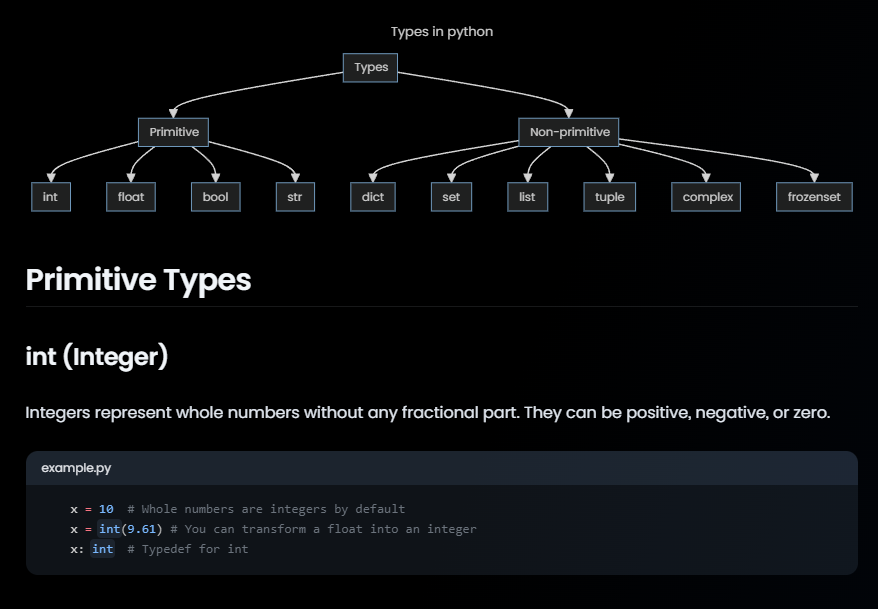 Types in python
Types
Primitive Non-primitive
int float bool str dict set list tuple complex frozenset
Primitive Types
int (Integer)
Integers represent whole numbers without any fractional part. They can be positive, negative, or zero.
example.py
x = 10  # Whole numbers are integers by default
x = int(9.61) # You can transform a float into an integer
x: int  # Typedef for int